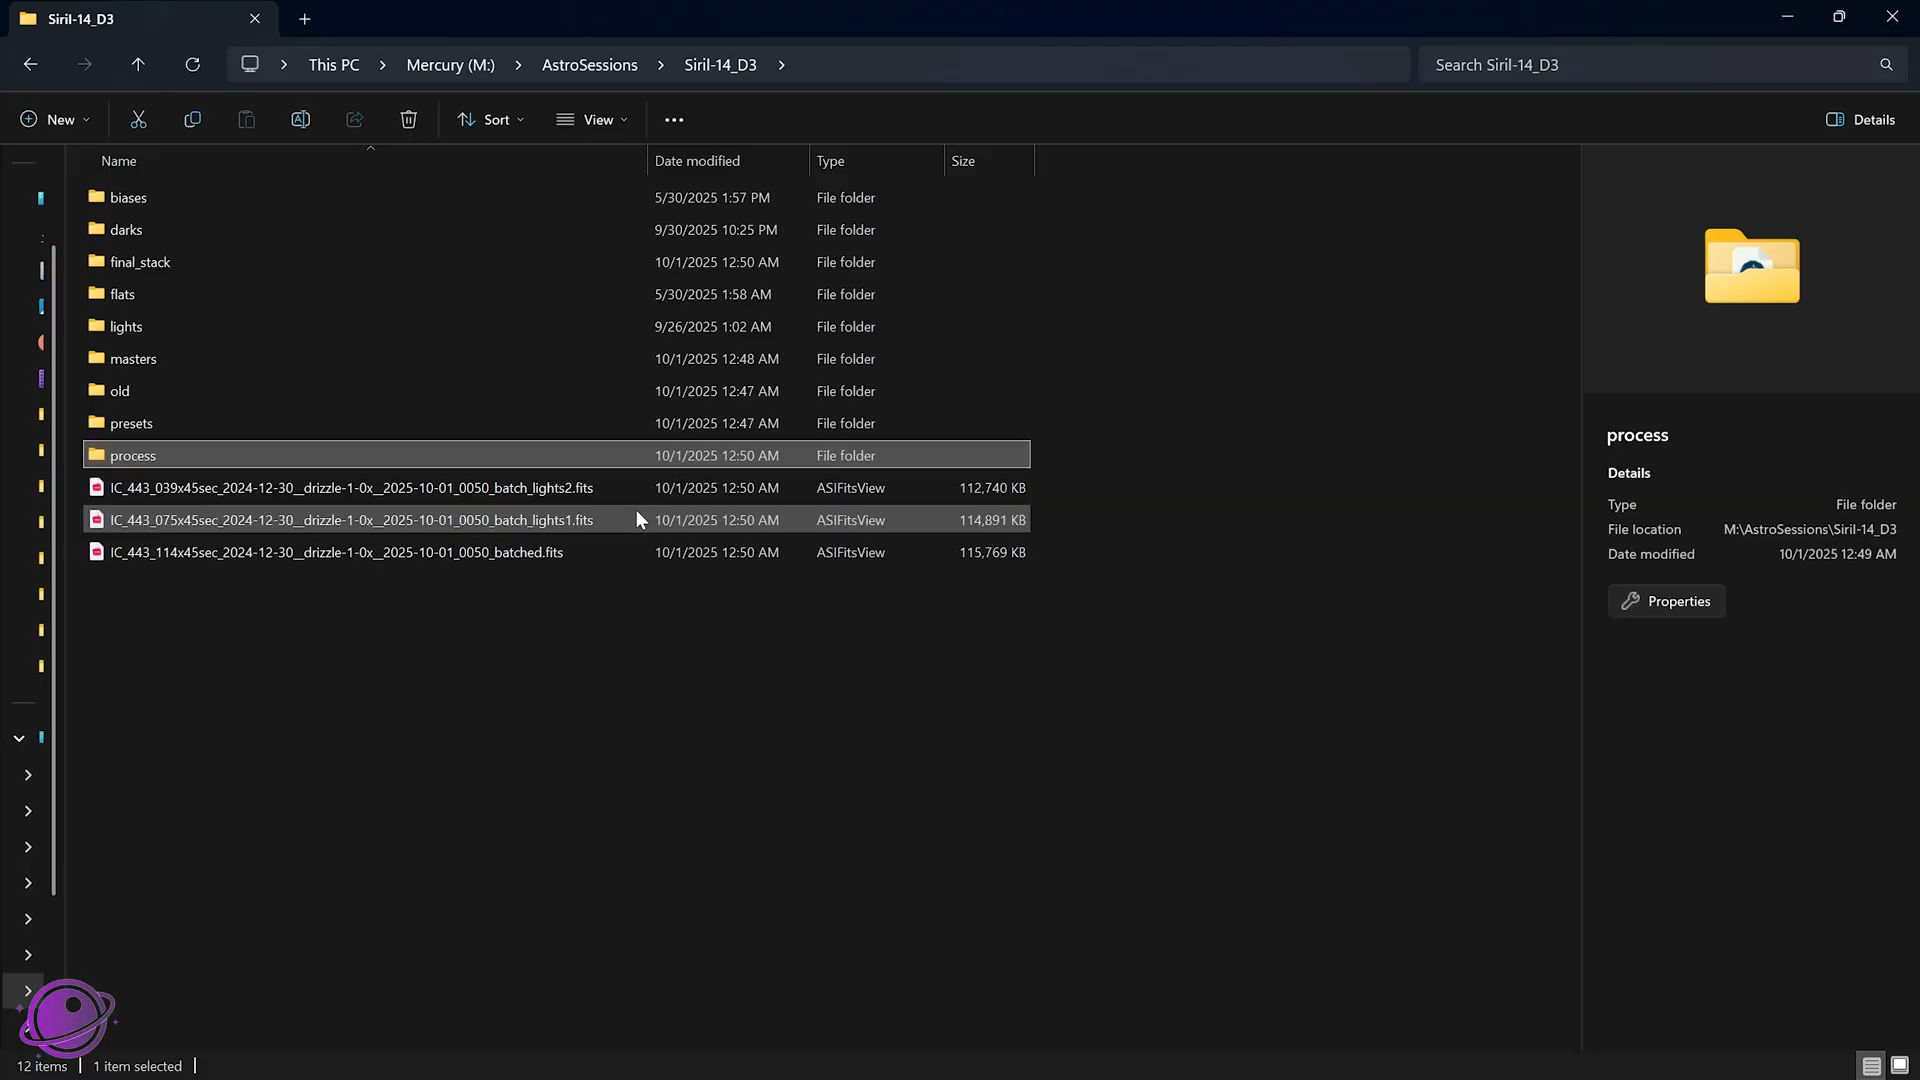 Siril-14_D3
This PC
Mercury (M:)
AstroSessions
Siril-14_D3
Search Siril-14_D3
New
Sort
View
Details
Name Date modified Type Size
biases 5/30/2025 1:57 PM File folder
darks 9/30/2025 10:25 PM File folder
final_stack 10/1/2025 12:50 AM File folder
flats 5/30/2025 1:58 AM File folder
lights 9/26/2025 1:02 AM File folder
masters 10/1/2025 12:48 AM File folder
old 10/1/2025 12:47 AM File folder
presets 10/1/2025 12:47 AM File folder
process 10/1/2025 12:50 AM File folder
IC_443_039x45sec_2024-12-30__drizzle-1-0x__2025-10-01_0050_batch_lights2.fits 10/1/2025 12:50 AM ASIFitsView 112,740 KB
IC_443_075x45sec_2024-12-30__drizzle-1-0x__2025-10-01_0050_batch_lights1.fits 10/1/2025 12:50 AM ASIFitsView 114,891 KB
IC_443_114x45sec_2024-12-30__drizzle-1-0x__2025-10-01_0050_batched.fits 10/1/2025 12:50 AM ASIFitsView 115,769 KB
process
Details
Type File folder
File location M:\AstroSessions\Siril-14_D3
Date modified 10/1/2025 12:49 AM
Properties
12 items
1 item selected